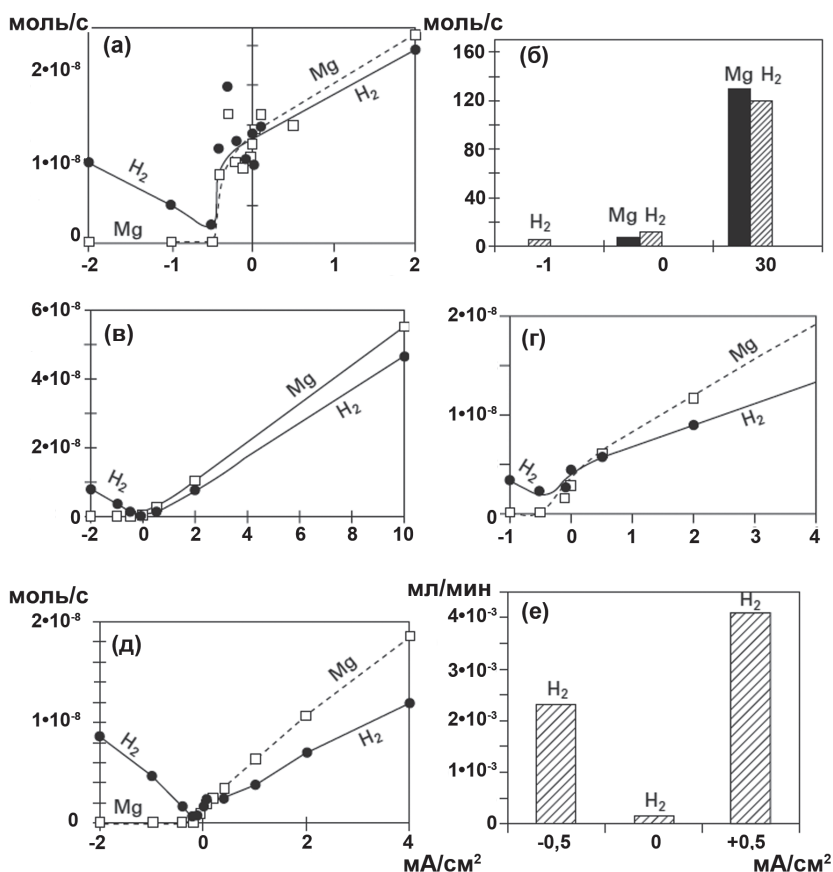 моль/с
моль/с
(а)
2•10⁻⁸
1•10⁻⁸
0
Mg
H₂
H₂
Mg
-2
-1
0
1
2
(б)
160
120
80
40
0
H₂
Mg H₂
Mg H₂
-1
0
30
(в)
6•10⁻⁸
4•10⁻⁸
2•10⁻⁸
0
Mg
H₂
H₂
-2
0
2
4
6
8
10
(г)
2•10⁻⁸
1•10⁻⁸
0
Mg
H₂
H₂
-1
0
1
2
3
4
моль/с
(д)
2•10⁻⁸
1•10⁻⁸
0
Mg
H₂
H₂
Mg
-2
0
2
4
мА/см²
мл/мин
(е)
4•10⁻³
3•10⁻³
2•10⁻³
1•10⁻³
0
H₂
H₂
H₂
-0,5
0
+0.5
мА/см²